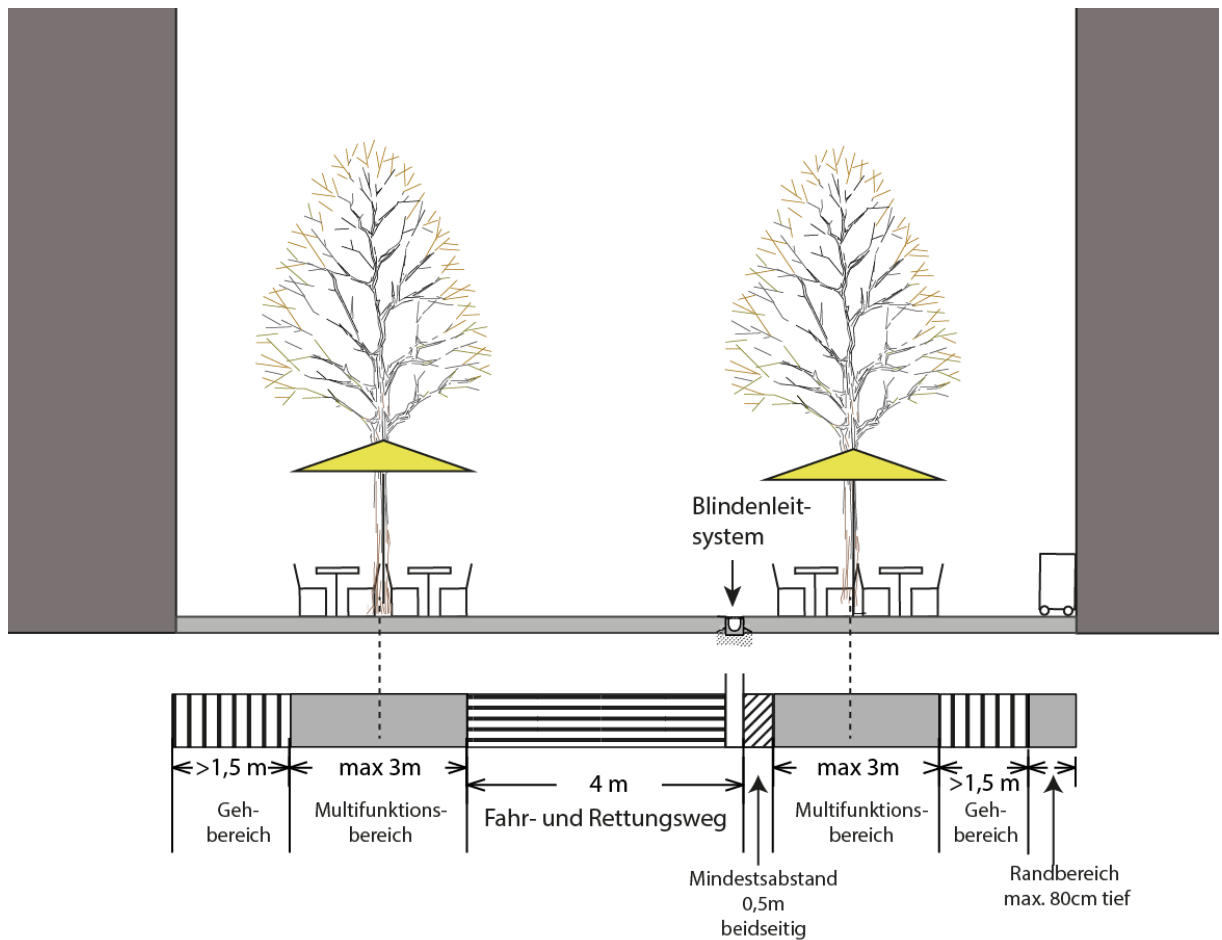 Blindenleit-
system
>1,5 m
max 3m
4 m
max 3m
>1,5 m
Geh-
bereich
Multifunktions-
bereich
Fahr- und Rettungsweg
Multifunktions-
bereich
Geh-
bereich
Mindestsabstand
0,5m
beidseitig
Randbereich
max. 80cm tief